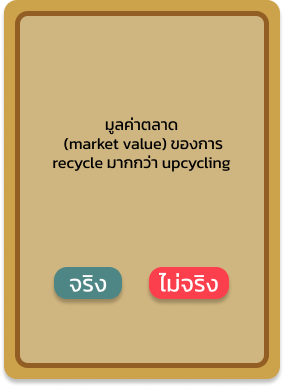 มูลค่าตลาด
(market value) ของการ
recycle มากกว่า upcycling
จริง
ไม่จริง